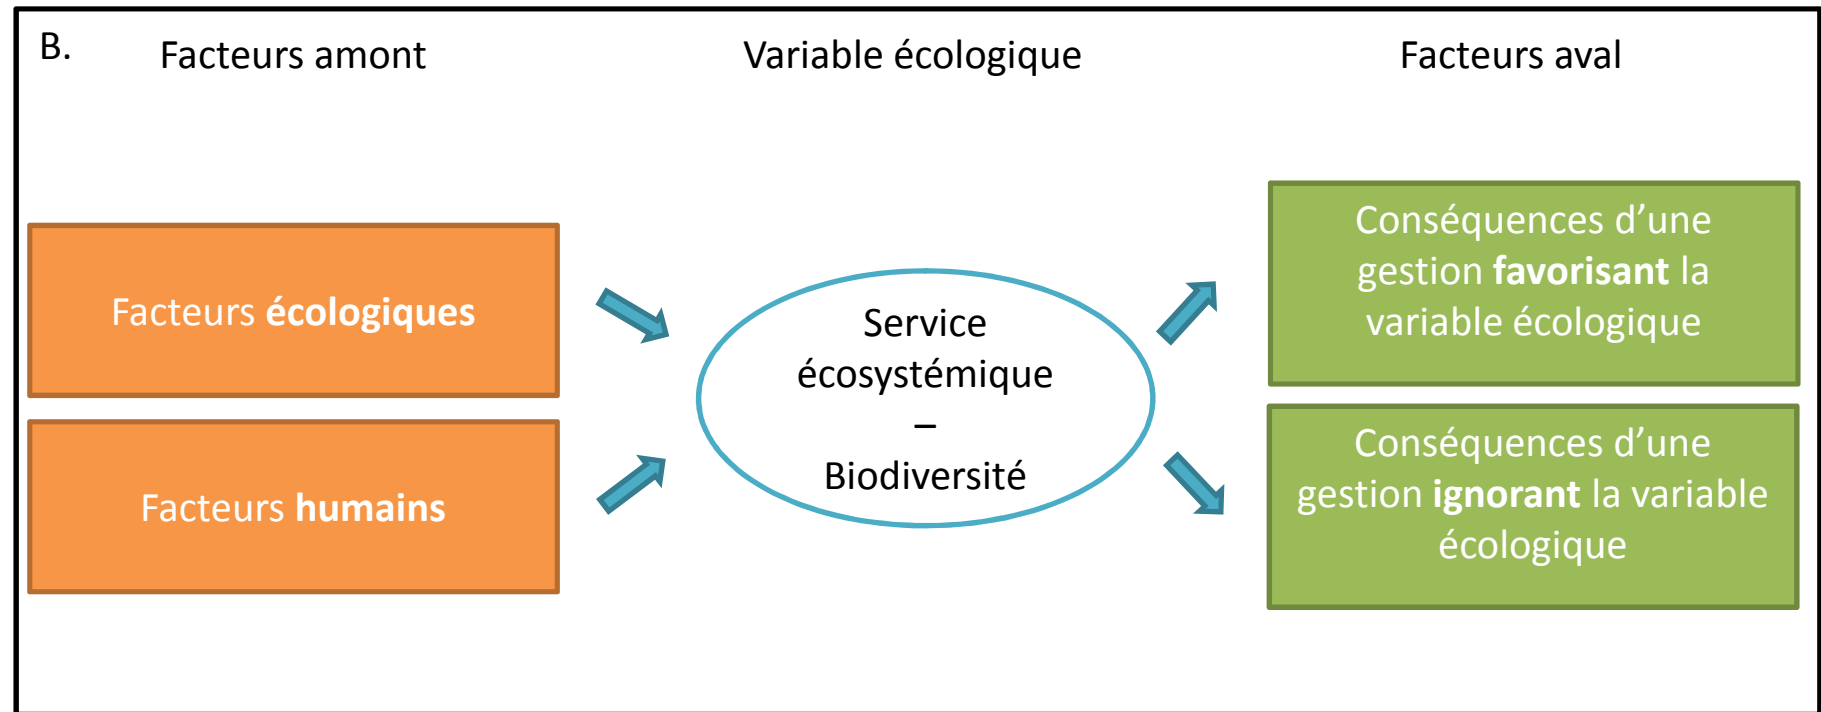 B.
Facteurs amont
Variable écologique
Facteurs aval
Facteurs écologiques
Facteurs humains
Service
écosystémique
–
Biodiversité
Conséquences d’une
gestion favorisant la
variable écologique
Conséquences d’une
gestion ignorant la variable
écologique